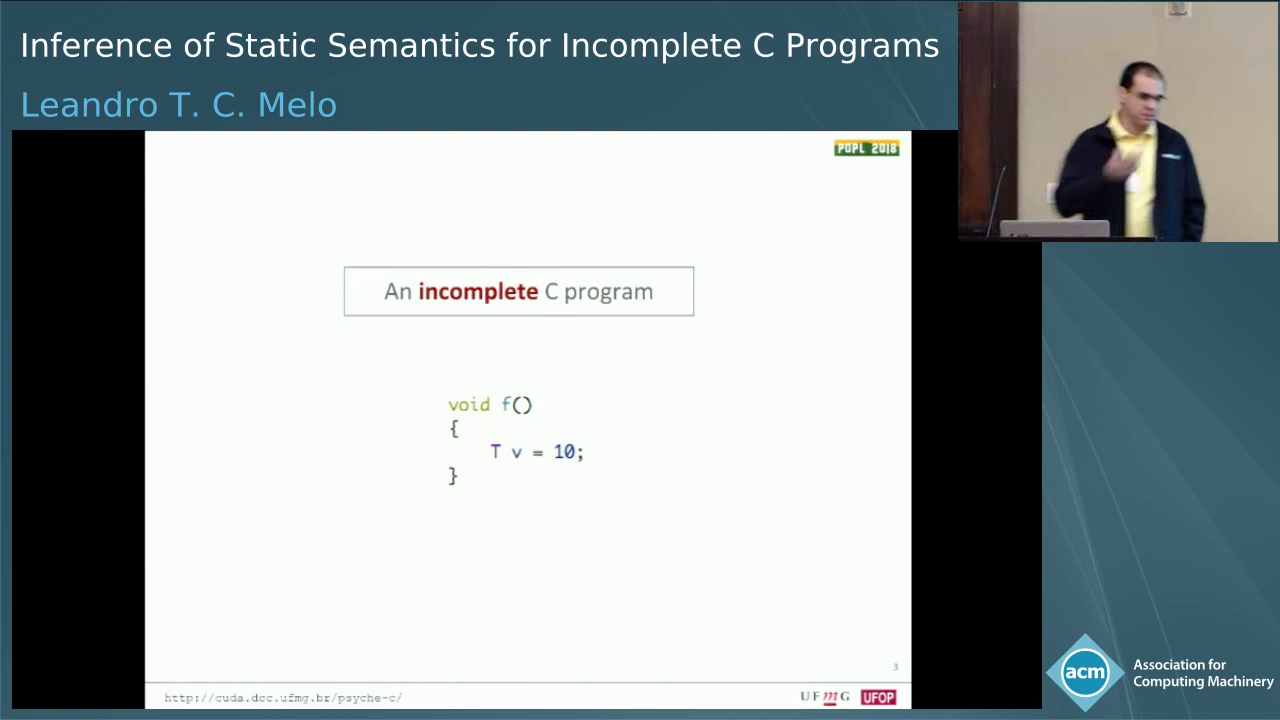 Inference of Static Semantics for Incomplete C Programs
Leandro T. C. Melo
POPL 2018
An incomplete C program
void f()
{
T v = 10;
}
3
http://cuda.dcc.ufmg.br/psyche-c/
UFmG UFOP
acm Association for
Computing Machinery